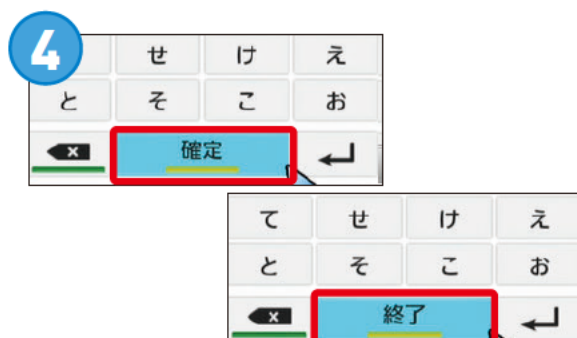 4
せ け え
と そ こ お
確定
て せ け え
と そ こ お
終了